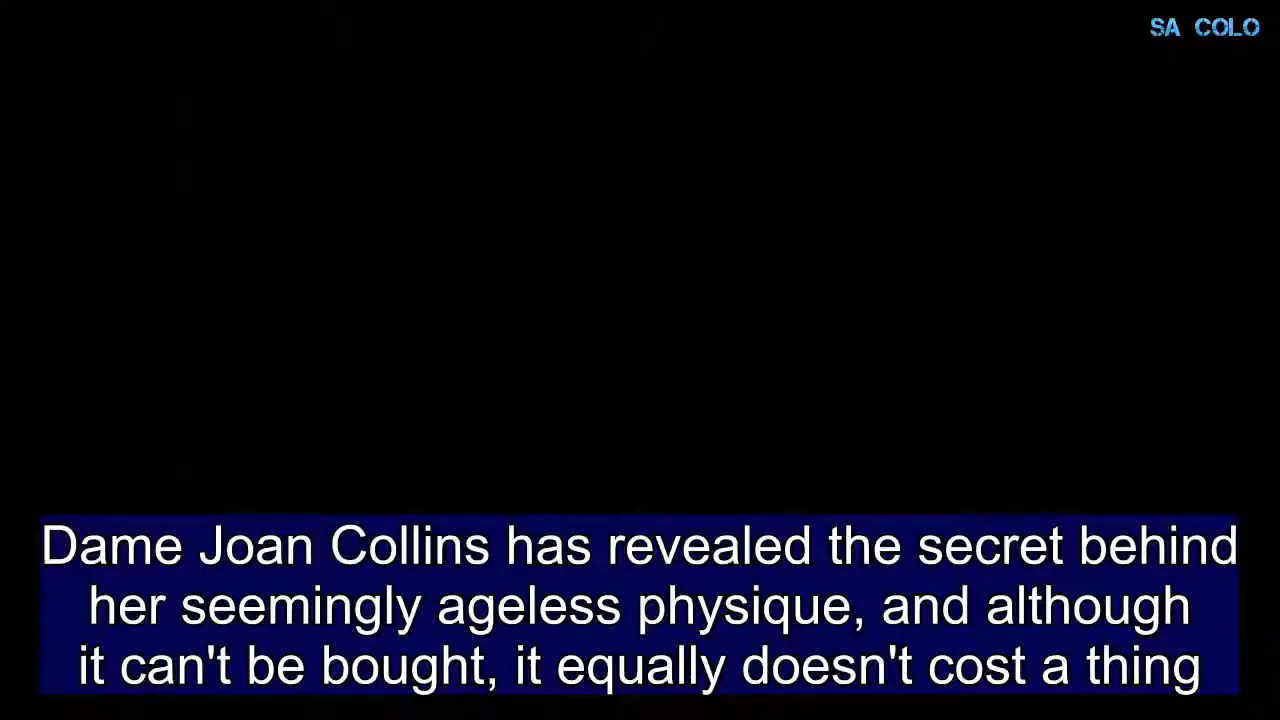 SA COLO
Dame Joan Collins has revealed the secret behind
her seemingly ageless physique, and although
it can't be bought, it equally doesn't cost a thing